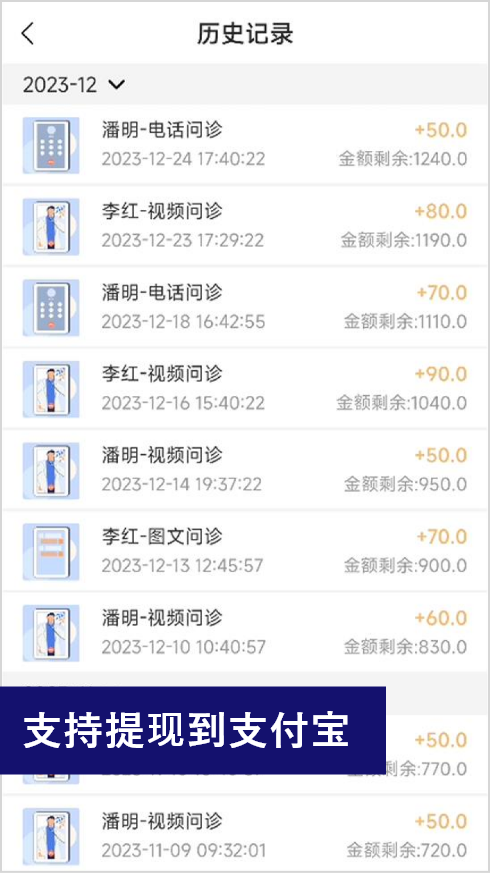 历史记录
2023-12
潘明-电话问诊
+50.0
2023-12-24 17:40:22
金额剩余:1240.0
李红-视频问诊
+80.0
2023-12-23 17:29:22
金额剩余:1190.0
潘明-电话问诊
+70.0
2023-12-18 16:42:55
金额剩余:1110.0
李红-视频问诊
+90.0
2023-12-16 15:40:22
金额剩余:1040.0
潘明-视频问诊
+50.0
2023-12-14 19:37:22
金额剩余:950.0
李红-图文问诊
+70.0
2023-12-13 12:45:57
金额剩余:900.0
潘明-视频问诊
+60.0
2023-12-10 10:40:57
金额剩余:830.0
支持提现到支付宝
+50.0
剩余:770.0
潘明-视频问诊
+50.0
2023-11-09 09:32:01
金额剩余:720.0